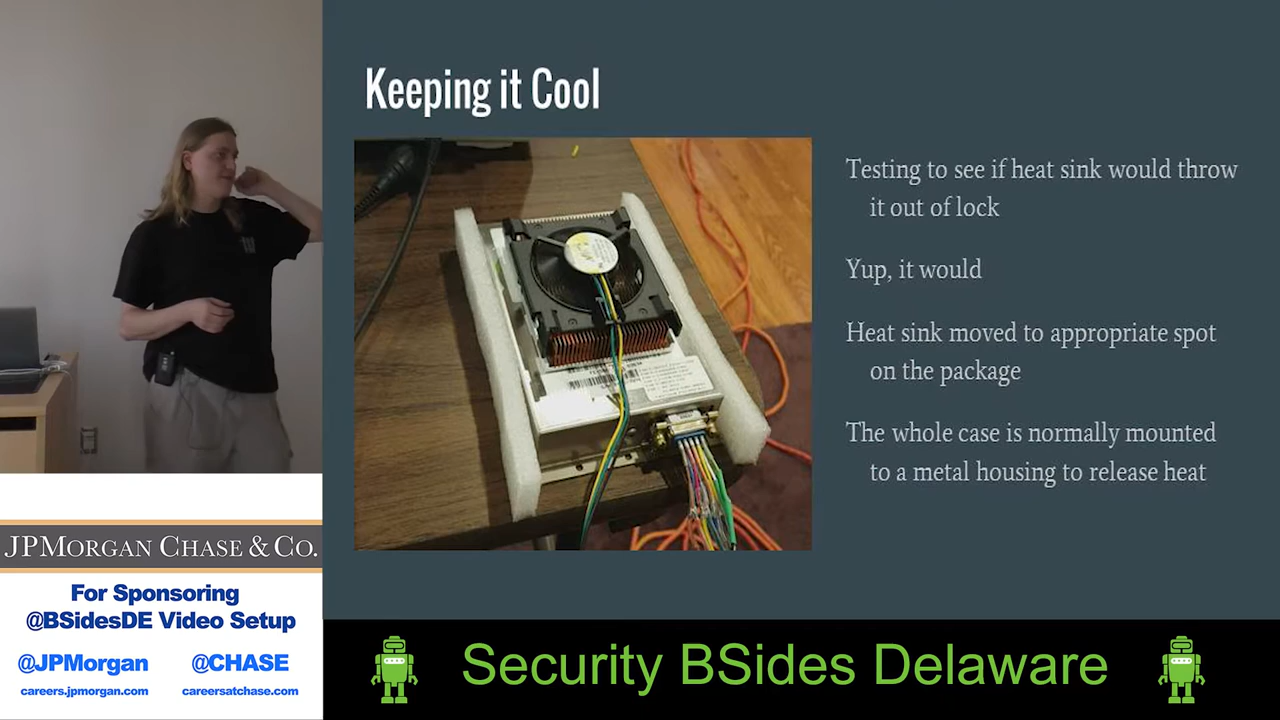 Keeping it Cool
Testing to see if heat sink would throw
it out of lock
Yup, it would
Heat sink moved to appropriate spot
on the package
The whole case is normally mounted
to a metal housing to release heat
JPMORGAN CHASE & CO.
For Sponsoring
@BSidesDE Video Setup
@JPMorgan @CHASE
careers.jpmorgan.com careersatchase.com
Security BSides Delaware